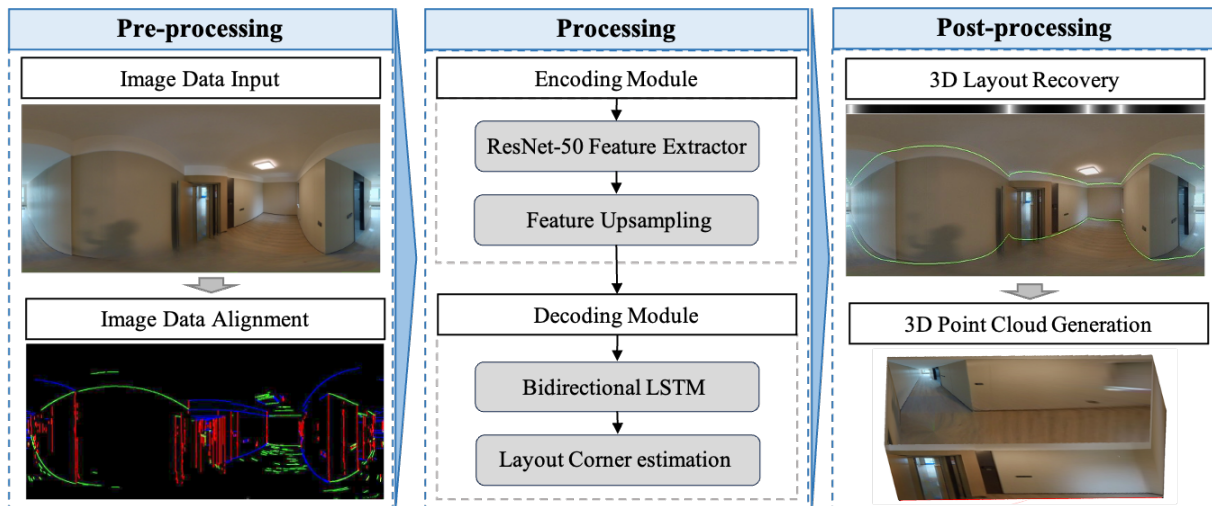 Pre-processing
Image Data Input
Image Data Alignment
Processing
Encoding Module
ResNet-50 Feature Extractor
Feature Upsampling
Decoding Module
Bidirectional LSTM
Layout Corner estimation
Post-processing
3D Layout Recovery
3D Point Cloud Generation